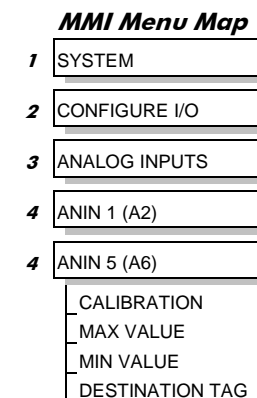 MMI Menu Map
1 SYSTEM
2 CONFIGURE I/O
3 ANALOG INPUTS
4 ANIN 1 (A2)
4 ANIN 5 (A6)
CALIBRATION
MAX VALUE
MIN VALUE
DESTINATION TAG